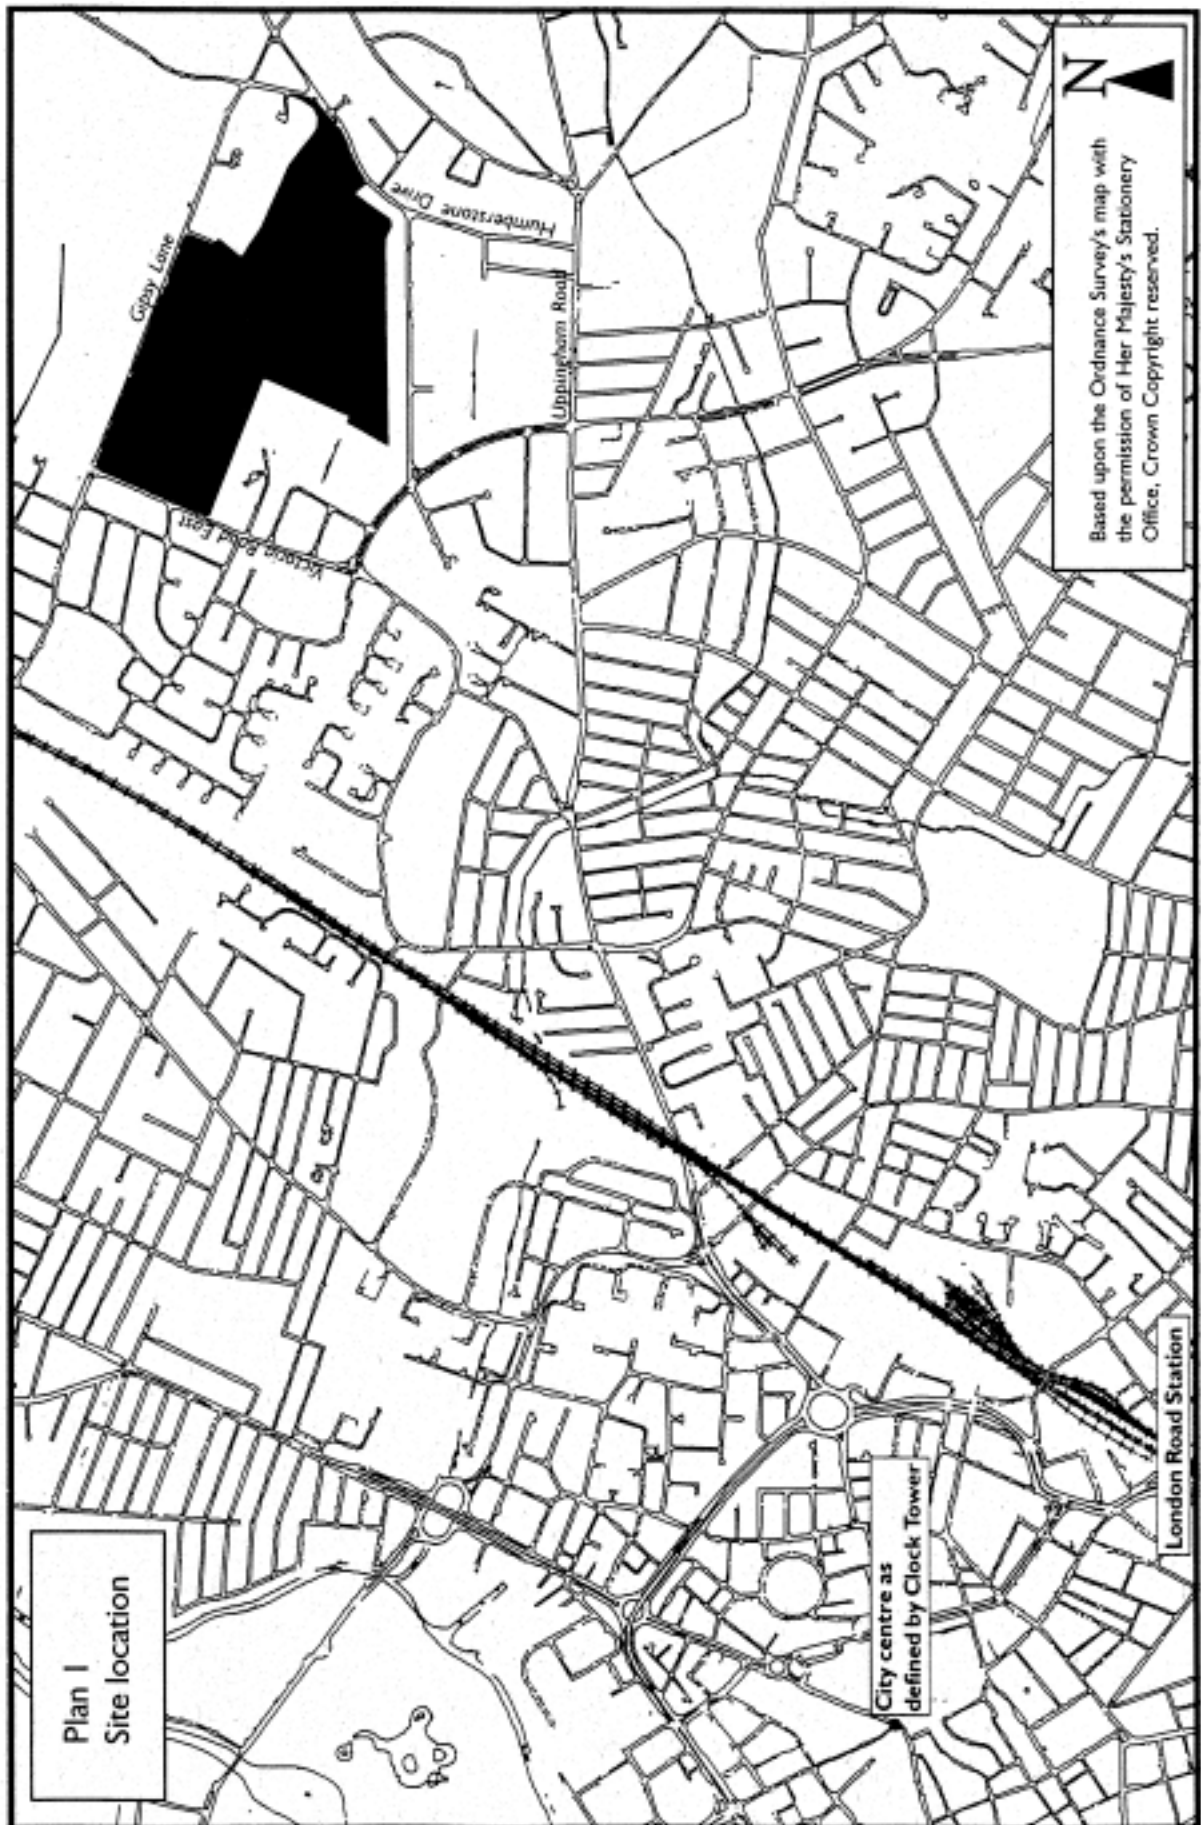 Plan 1
Site location
Gipsy Lane
Victoria Road East
Humberstone Drive
Uppingham Road
City centre as
defined by Clock Tower
London Road Station
N
Based upon the Ordnance Survey's map with
the permission of Her Majesty's Stationery
Office, Crown Copyright reserved.